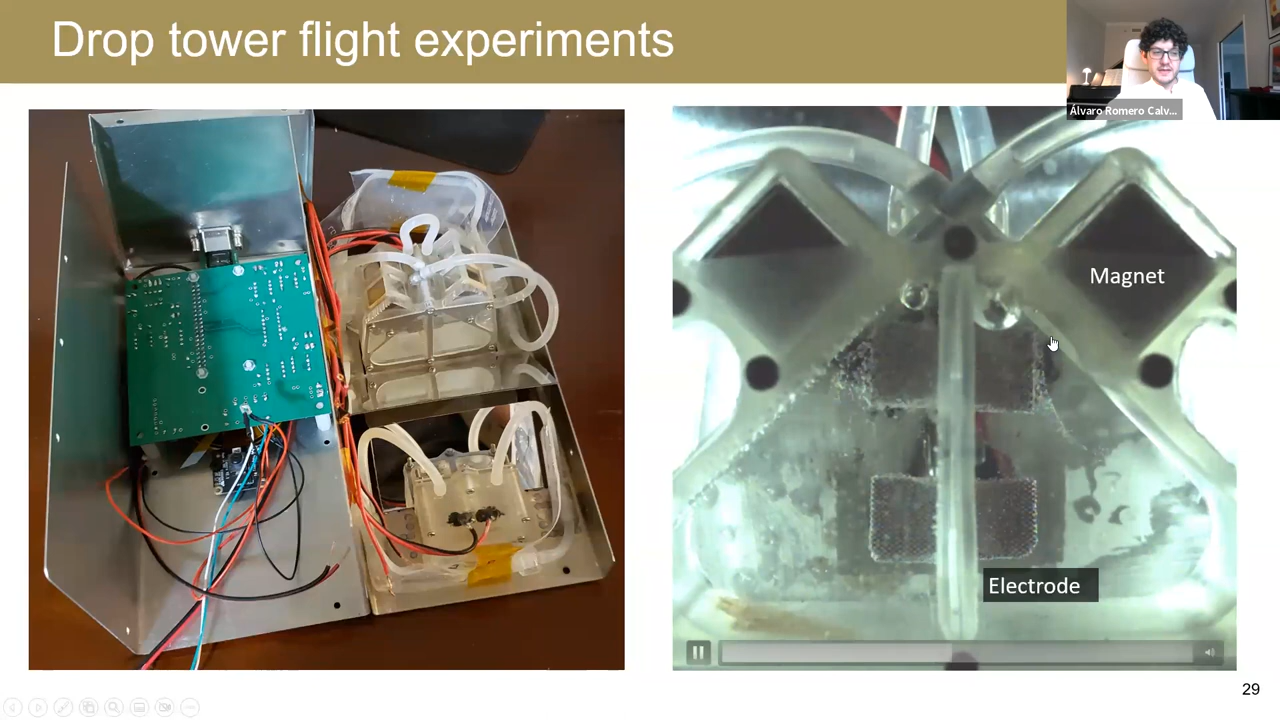 Drop tower flight experiments
Álvaro Romero Calv...
Magnet
Electrode
29